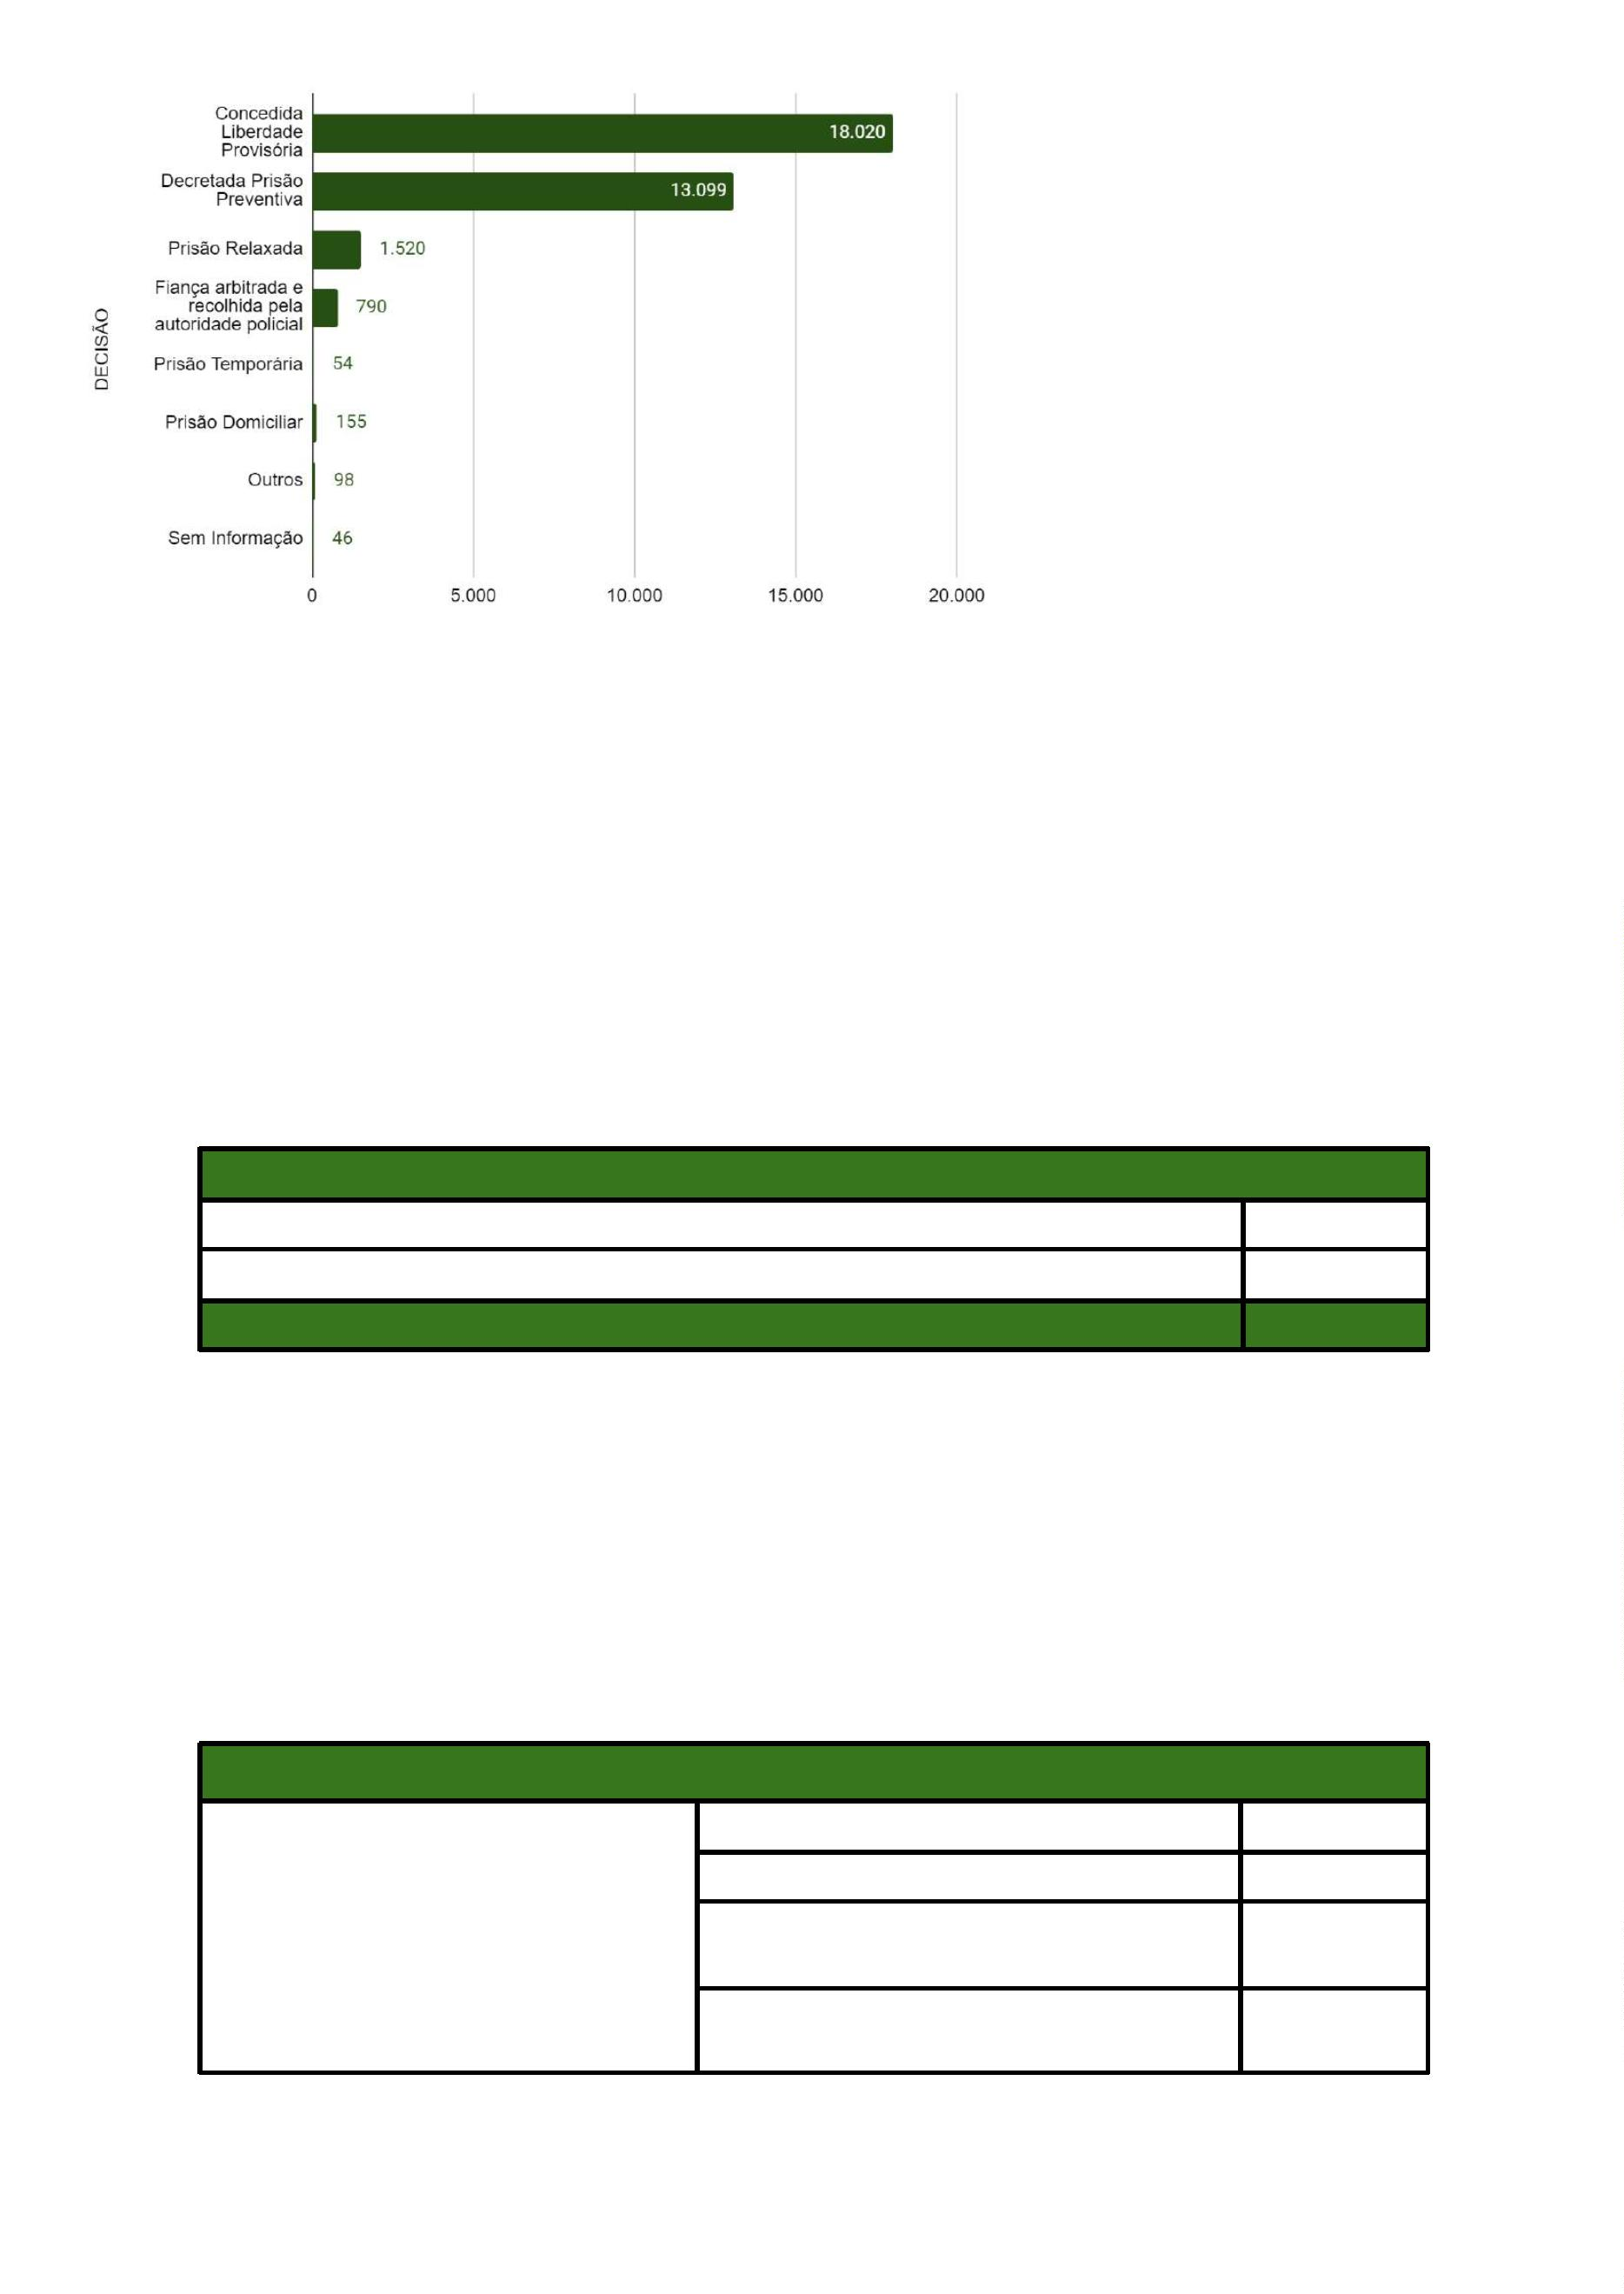 DECISÃO
Concedida
Liberdade
Provisória
18.020
Decretada Prisão
Preventiva
13.099
Prisão Relaxada
1.520
Fiança arbitrada e
recolhida pela
autoridade policial
790
Prisão Temporária
54
Prisão Domiciliar
155
Outros
98
Sem Informação
46
0
5.000
10.000
15.000
20.000